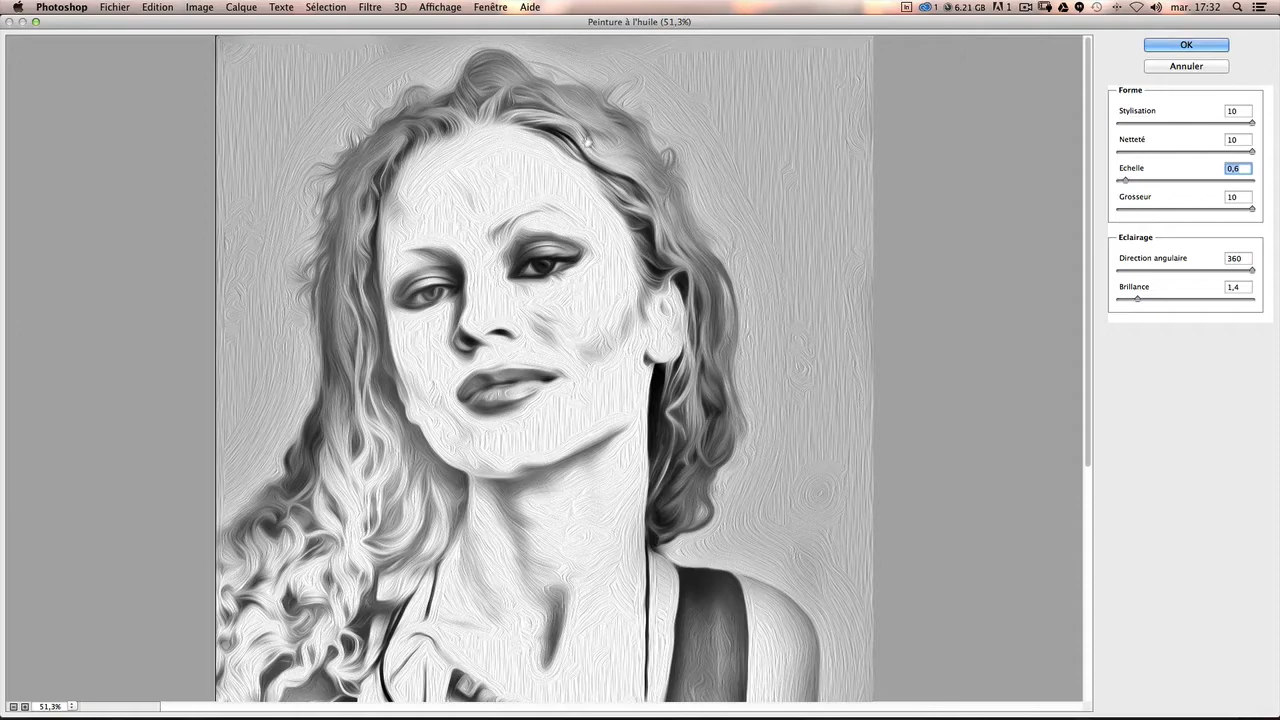 Photoshop Fichier Edition Image Calque Texte Sélection Filtre 3D Affichage Fenêtre Aide 1 6.21 GB 1 mar. 17:32
Peinture à l'huile (51,3%)
OK
Annuler
Forme
Stylisation 10
Netteté 10
Echelle 0,6
Grosseur 10
Eclairage
Direction angulaire 360
Brillance 1,4
51,3%